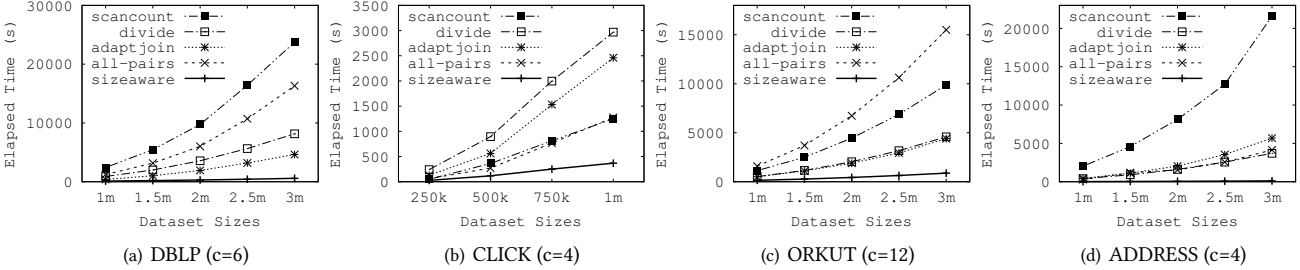 30000
20000
10000
0
1m 1.5m 2m 2.5m 3m
Elapsed Time (s)
Dataset Sizes
scancount
divide
adaptjoin
all-pairs
sizeaware
(a) DBLP (c=6)
3500
3000
2500
2000
1500
1000
500
0
250k 500k 750k 1m
Elapsed Time (s)
Dataset Sizes
scancount
divide
adaptjoin
all-pairs
sizeaware
(b) CLICK (c=4)
15000
10000
5000
0
1m 1.5m 2m 2.5m 3m
Elapsed Time (s)
Dataset Sizes
scancount
divide
adaptjoin
all-pairs
sizeaware
(c) ORKUT (c=12)
20000
15000
10000
5000
0
1m 1.5m 2m 2.5m 3m
Elapsed Time (s)
Dataset Sizes
scancount
divide
adaptjoin
all-pairs
sizeaware
(d) ADDRESS (c=4)